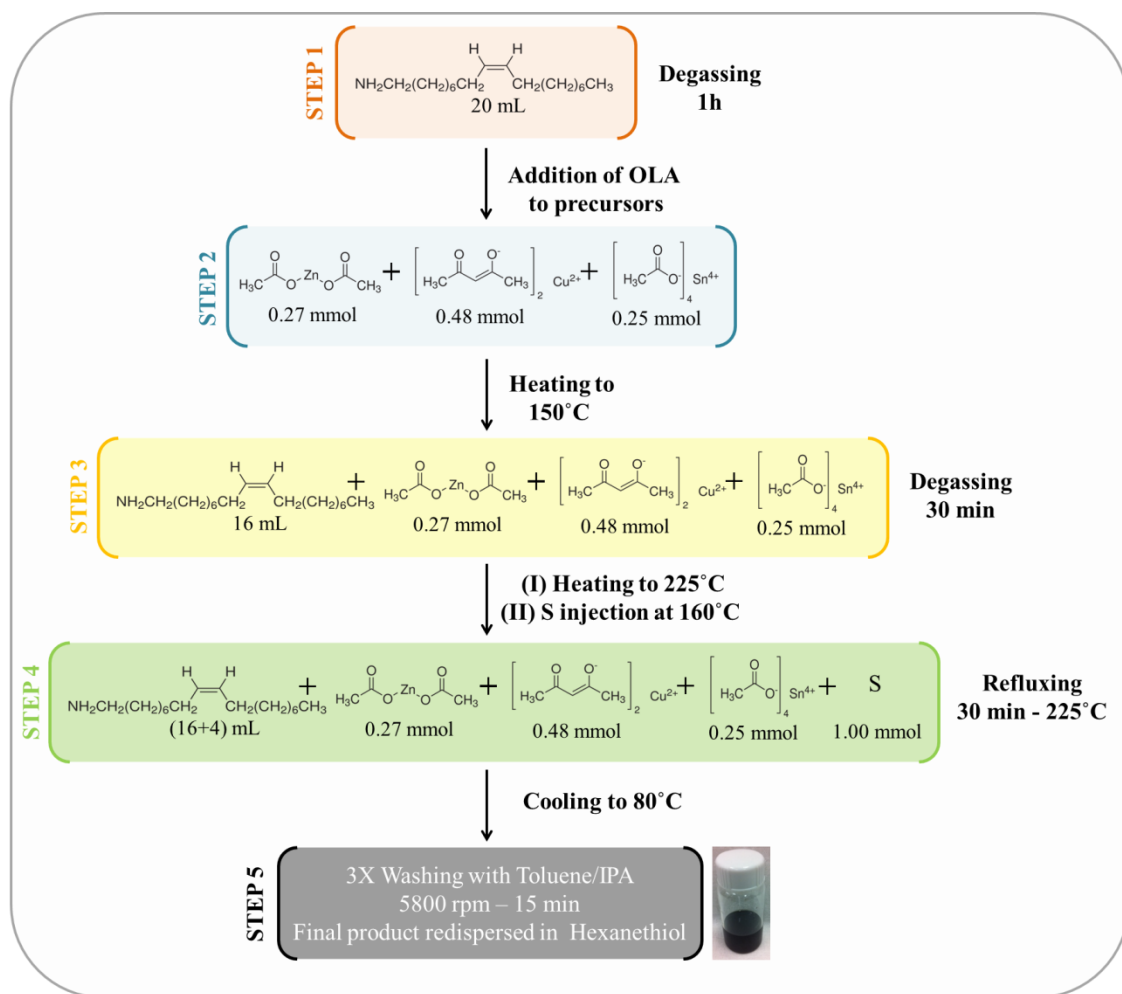 STEP 1
H H
NH₂CH₂(CH₂)₆CH₂ CH₂(CH₂)₆CH₃
20 mL
Degassing
1h
Addition of OLA
to precursors
STEP 2
H₃C O O Zn O O CH₃ + [H₃C O O⁻ CH₃]₂ Cu²⁺ + [H₃C O O⁻]₄ Sn⁴⁺
0.27 mmol 0.48 mmol 0.25 mmol
Heating to
150˚C
STEP 3
H H
NH₂CH₂(CH₂)₆CH₂ CH₂(CH₂)₆CH₃ + H₃C O O Zn O O CH₃ + [H₃C O O⁻ CH₃]₂ Cu²⁺ + [H₃C O O⁻]₄ Sn⁴⁺
16 mL 0.27 mmol 0.48 mmol 0.25 mmol
Degassing
30 min
(I) Heating to 225˚C
(II) S injection at 160˚C
STEP 4
H H
NH₂CH₂(CH₂)₆CH₂ CH₂(CH₂)₆CH₃ + H₃C O O Zn O O CH₃ + [H₃C O O⁻ CH₃]₂ Cu²⁺ + [H₃C O O⁻]₄ Sn⁴⁺ + S
(16+4) mL 0.27 mmol 0.48 mmol 0.25 mmol 1.00 mmol
Refluxing
30 min - 225˚C
Cooling to 80˚C
STEP 5
3X Washing with Toluene/IPA
5800 rpm – 15 min
Final product redispersed in Hexanethiol